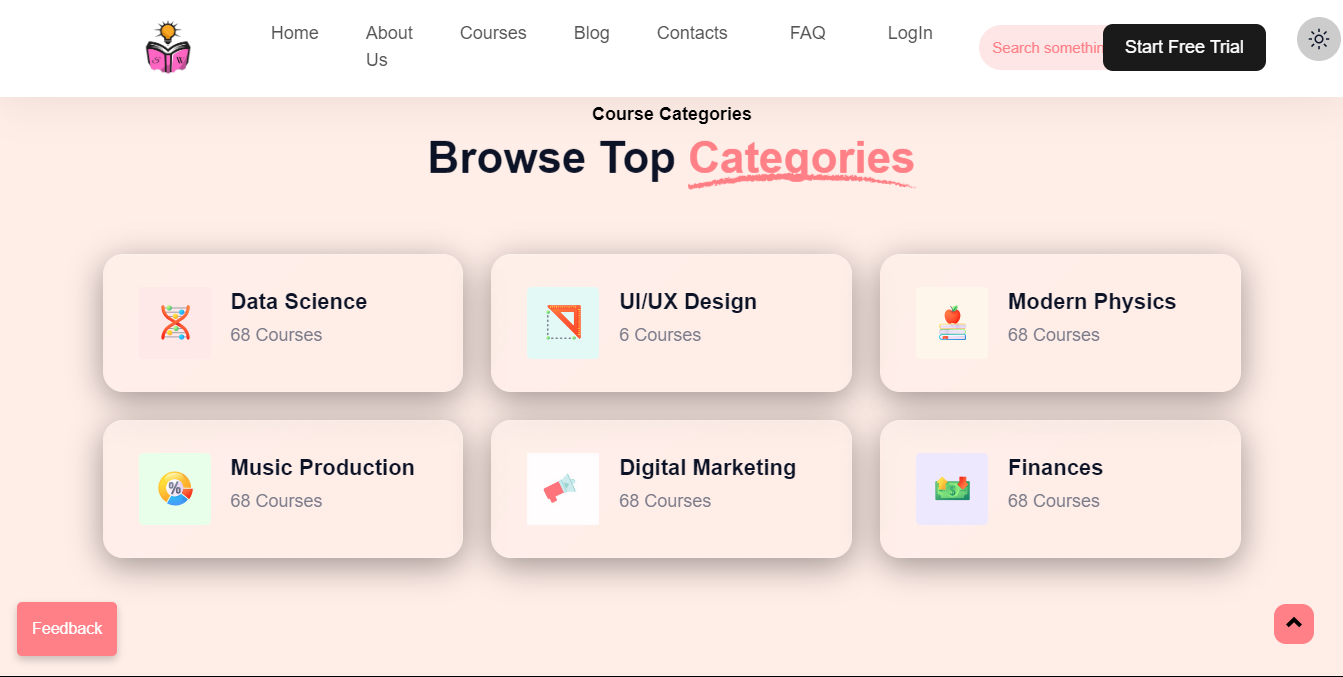 Home About Us Courses Blog Contacts FAQ LogIn
Search somethin
Start Free Trial
S W
Course Categories
Browse Top Categories
Data Science
68 Courses
UI/UX Design
6 Courses
Modern Physics
68 Courses
Music Production
68 Courses
%
Digital Marketing
68 Courses
Finances
68 Courses
$
Feedback